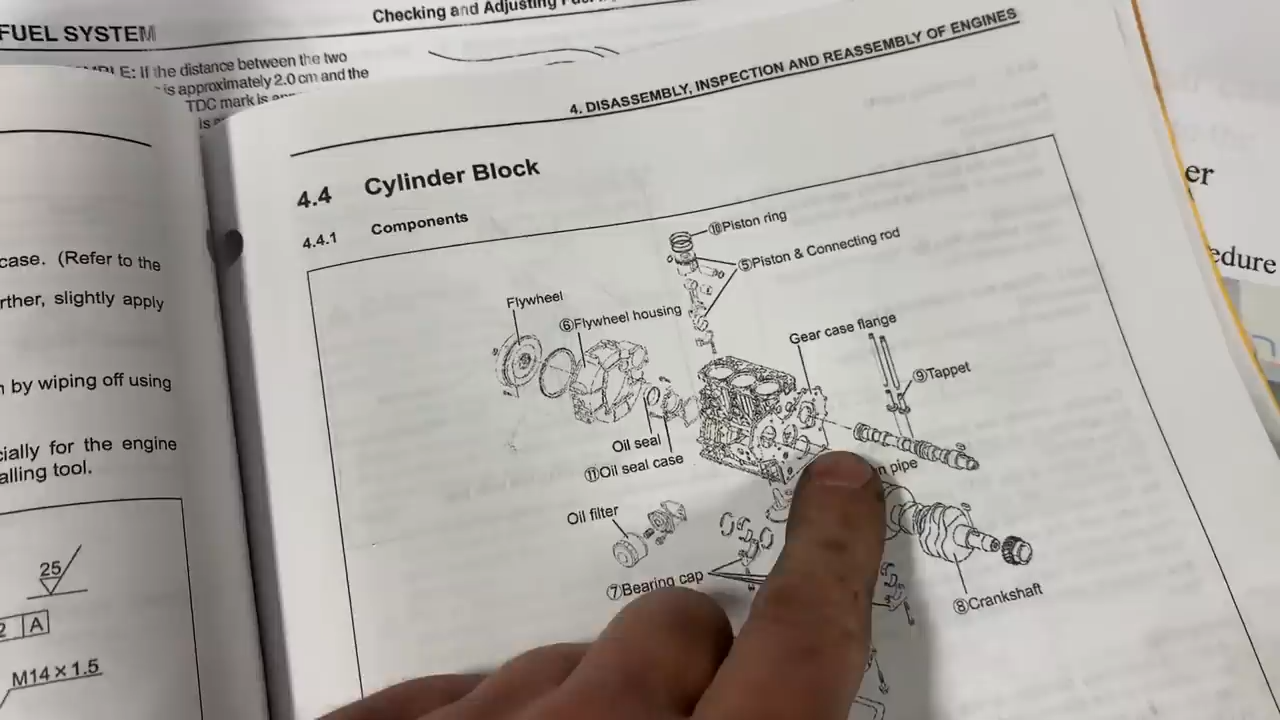 FUEL SYSTEM
Checking and Adjusting
E: If the distance between the two
is approximately 2.0 cm and the
TDC mark is
is
4. DISASSEMBLY, INSPECTION AND REASSEMBLY OF ENGINES
case. (Refer to the
rther, slightly apply
n by wiping off using
cially for the engine
alling tool.
25
2 A
M14×1.5
4.4 Cylinder Block
4.4.1 Components
⑩Piston ring
⑤Piston & Connecting rod
Flywheel
⑥Flywheel housing
Gear case flange
⑨Tappet
Oil seal
⑪Oil seal case
n pipe
Oil filter
⑦Bearing cap
⑧Crankshaft
er
edure